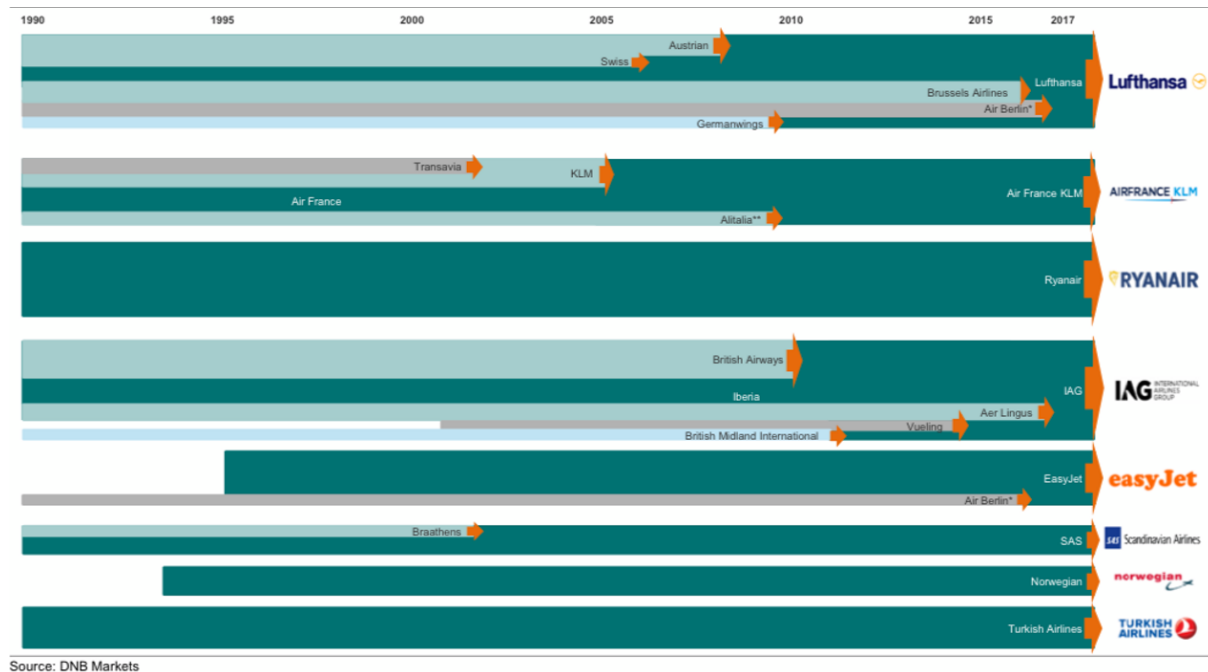 1990 1995 2000 2005 2010 2015 2017
Austrian
Swiss
Lufthansa
Lufthansa
Brussels Airlines
Air Berlin*
Germanwings
Transavia
KLM
Air France KLM
AIRFRANCE KLM
Air France
Alitalia**
Ryanair
RYANAIR
British Airways
IAG
IAG
INTERNATIONAL
AIRLINES
GROUP
Iberia
Aer Lingus
Vueling
British Midland International
EasyJet
easyJet
Air Berlin*
Braathens
SAS
SAS Scandinavian Airlines
Norwegian
norwegian
Turkish Airlines
TURKISH
AIRLINES
Source: DNB Markets